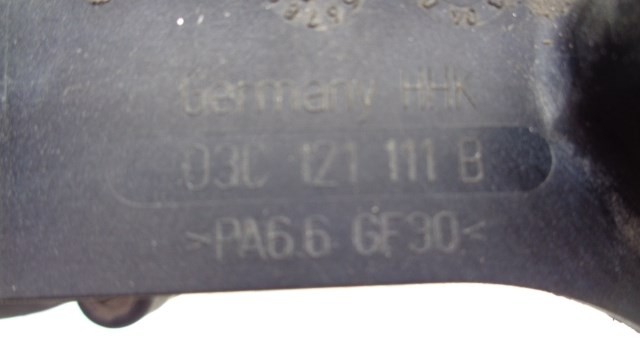 Germany HHK
03C 121 111 B
>PA6.6 GF30<